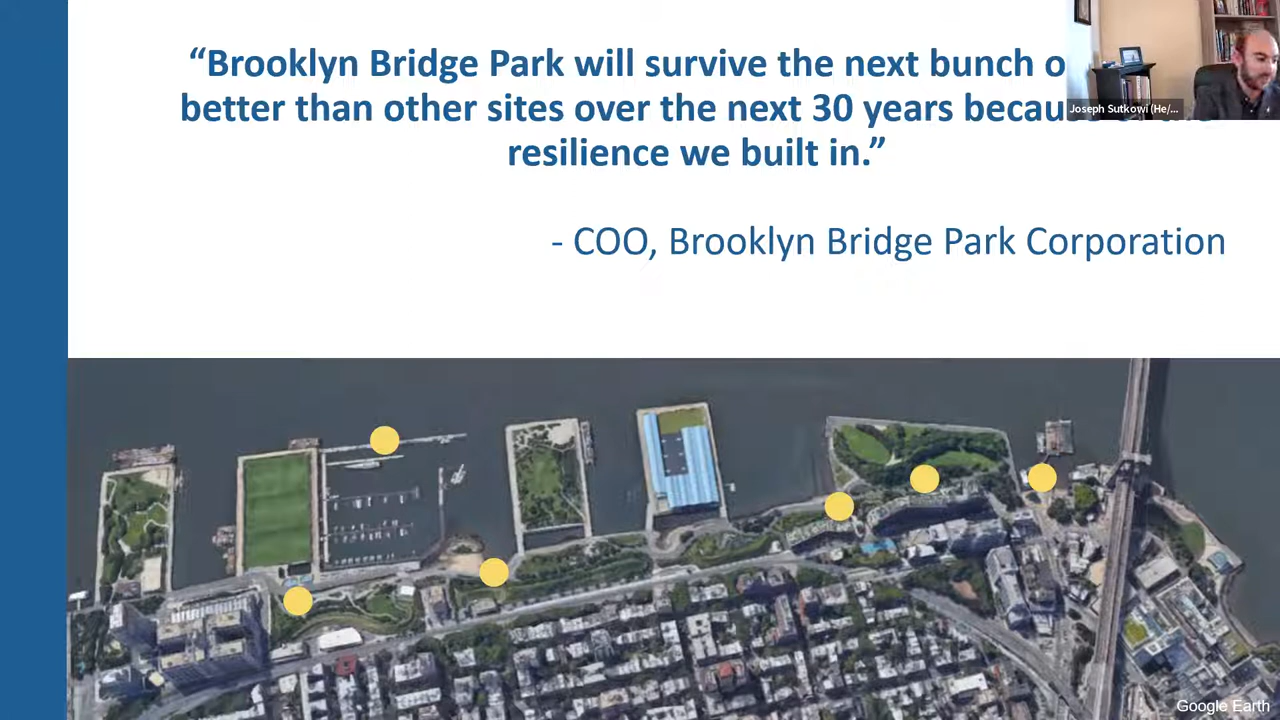 “Brooklyn Bridge Park will survive the next bunch
better than other sites over the next 30 years
resilience we built in.”
- COO, Brooklyn Bridge Park Corporation
Joseph Sutkowi (He/...
Google Earth